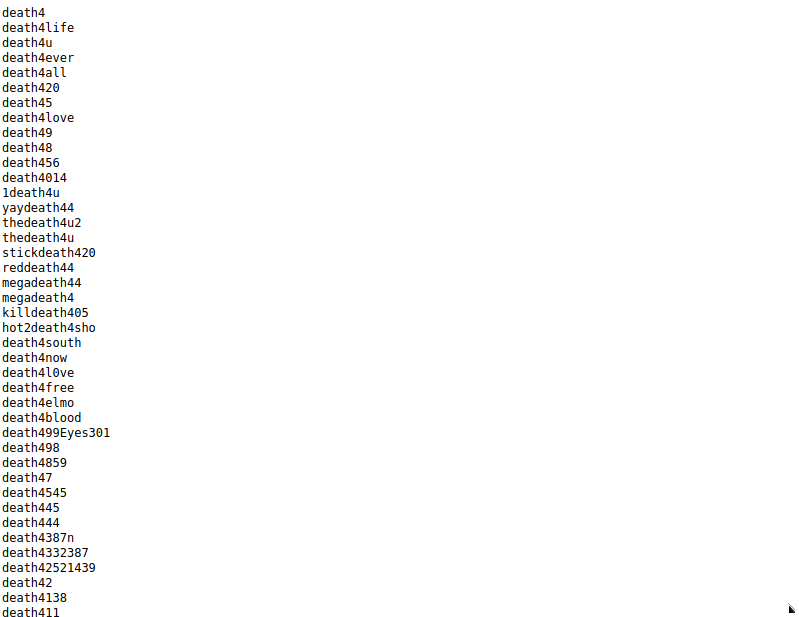 death4
death4life
death4u
death4ever
death4all
death420
death45
death4love
death49
death48
death456
death4014
1death4u
yaydeath44
thedeath4u2
thedeath4u
stickdeath420
reddeath44
megadeath44
megadeath4
killdeath405
hot2death4sho
death4south
death4now
death4l0ve
death4free
death4elmo
death4blood
death499Eyes301
death498
death4859
death47
death4545
death445
death444
death4387n
death4332387
death42521439
death42
death4138
death411